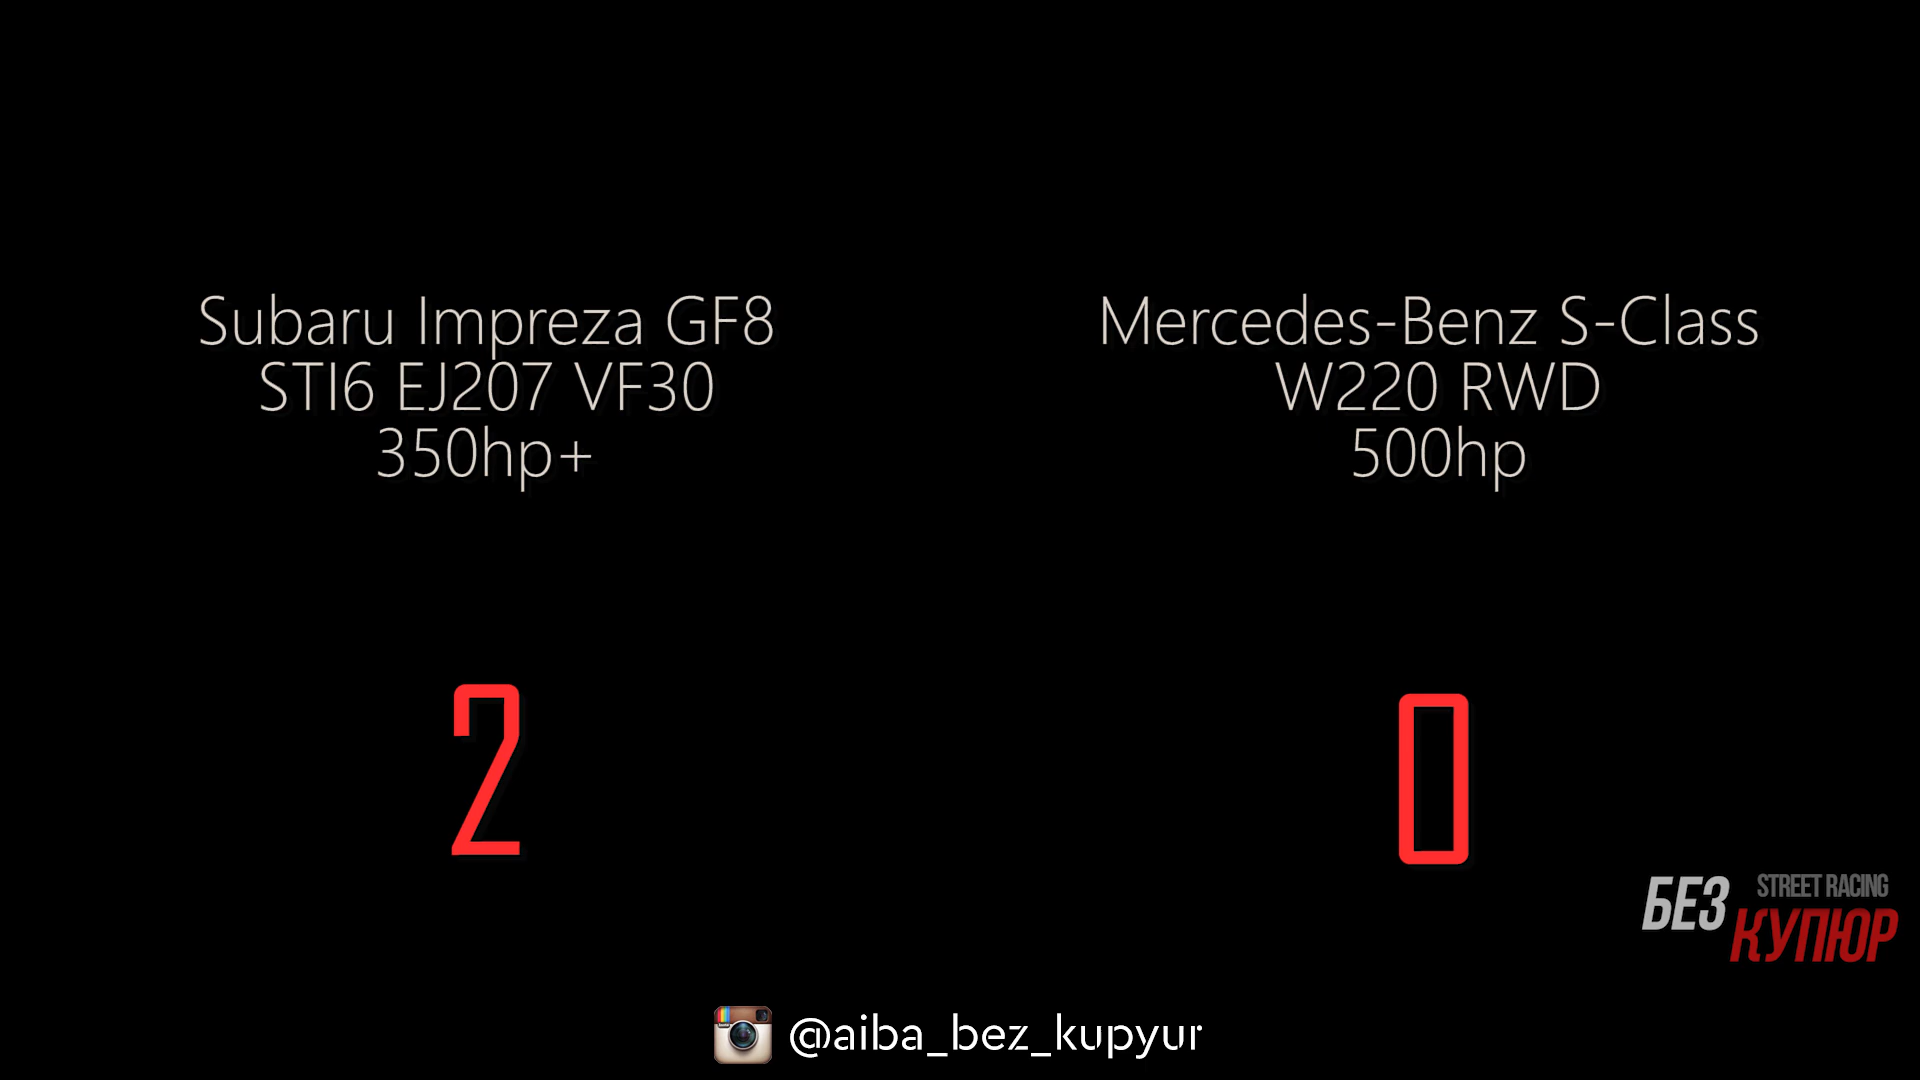 Subaru Impreza GF8
STI6 EJ207 VF30
350hp+
Mercedes-Benz S-Class
W220 RWD
500hp
2
0
БЕЗ
STREET RACING
КУПЮР
@aiba_bez_kupyur